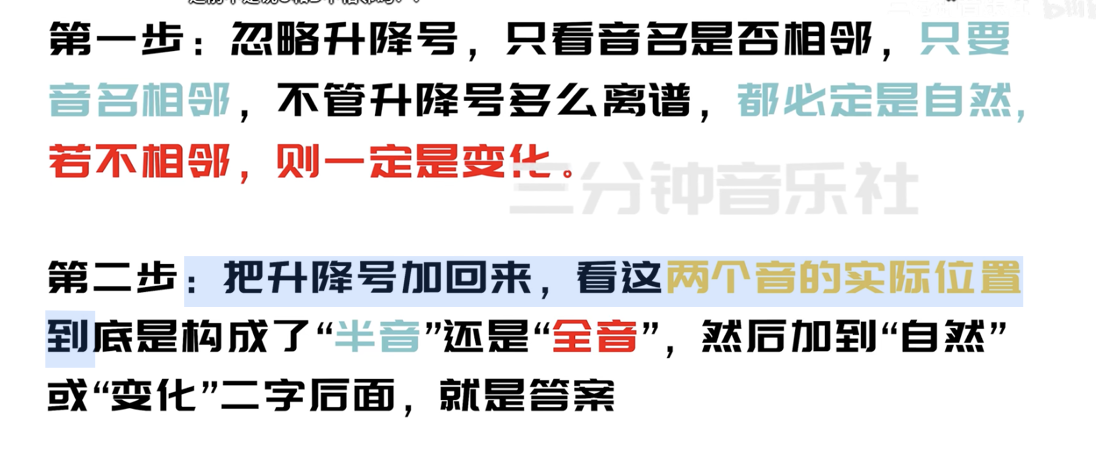 第一步：忽略升降号，只看音名是否相邻，只要
音名相邻，不管升降号多么离谱，都必定是自然，
若不相邻，则一定是变化。
三分钟音乐社
第二步：把升降号加回来，看这两个音的实际位置
到底是构成了“半音”还是“全音”，然后加到“自然”
或“变化”二字后面，就是答案